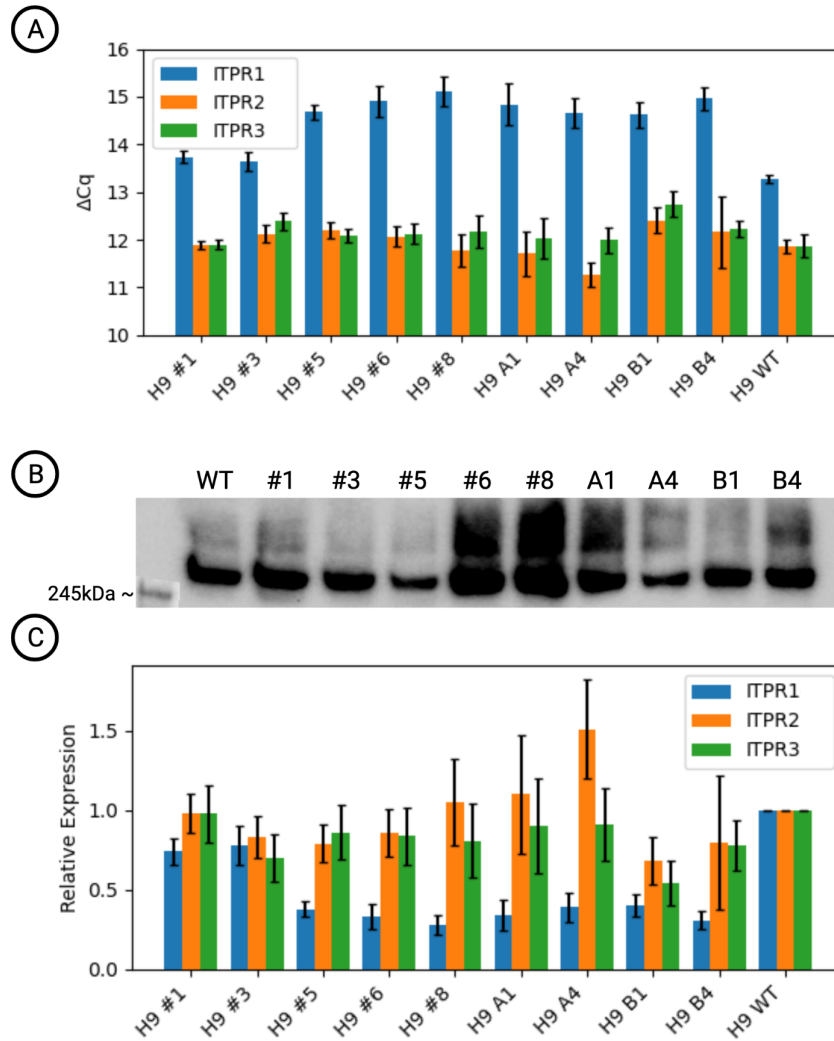 A
16
15
14
13
12
11
10
ΔCq
ITPR1
ITPR2
ITPR3
H9 #1
H9 #3
H9 #5
H9 #6
H9 #8
H9 A1
H9 A4
H9 B1
H9 B4
H9 WT
B
WT #1 #3 #5 #6 #8 A1 A4 B1 B4
245kDa ~
C
1.5
1.0
0.5
0.0
Relative Expression
ITPR1
ITPR2
ITPR3
H9 #1
H9 #3
H9 #5
H9 #6
H9 #8
H9 A1
H9 A4
H9 B1
H9 B4
H9 WT